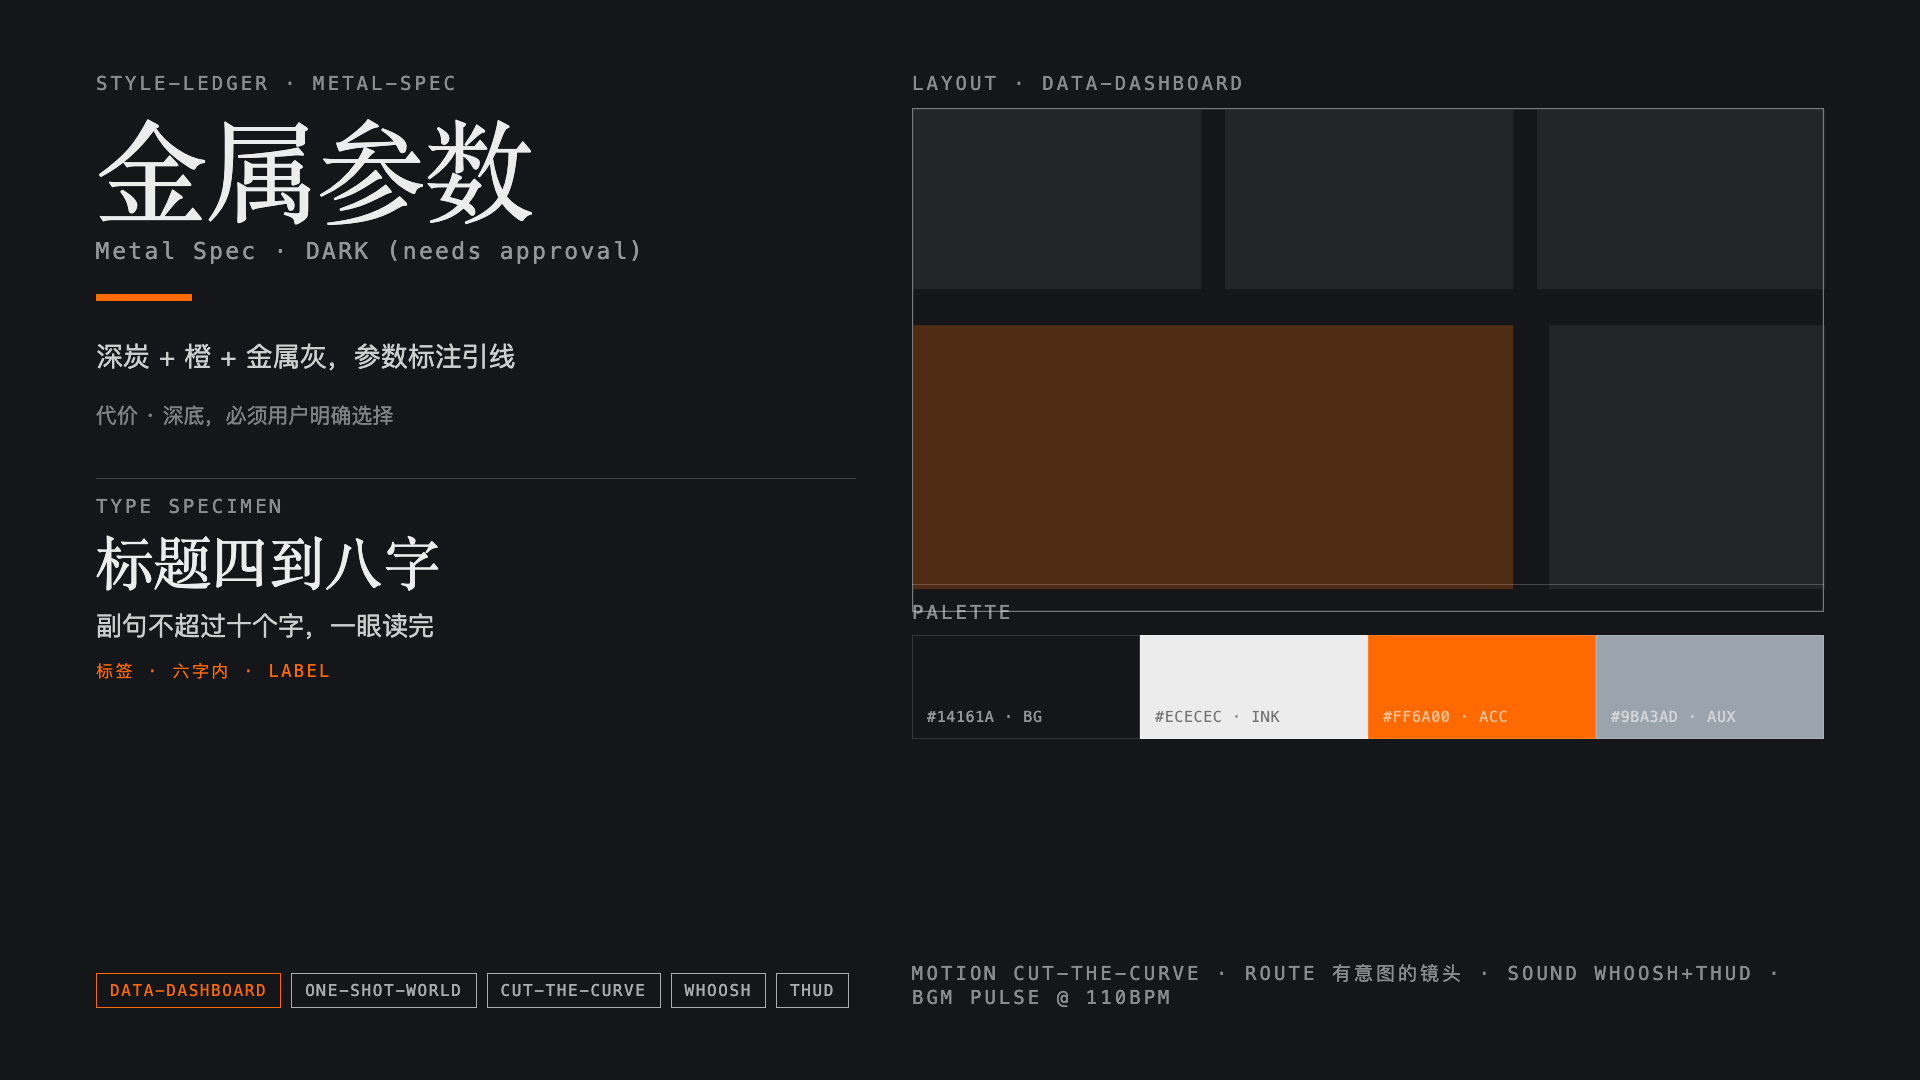 STYLE-LEDGER · METAL-SPEC
金属参数
Metal Spec · DARK (needs approval)
深炭 + 橙 + 金属灰，参数标注引线
代价 · 深底，必须用户明确选择
TYPE SPECIMEN
标题四到八字
副句不超过十个字，一眼读完
标签 · 六字内 · LABEL
DATA-DASHBOARD
ONE-SHOT-WORLD
CUT-THE-CURVE
WHOOSH
THUD
LAYOUT · DATA-DASHBOARD
PALETTE
#14161A · BG
#ECECEC · INK
#FF6A00 · ACC
#9BA3AD · AUX
MOTION CUT-THE-CURVE · ROUTE 有意图的镜头 · SOUND WHOOSH+THUD ·
BGM PULSE @ 110BPM